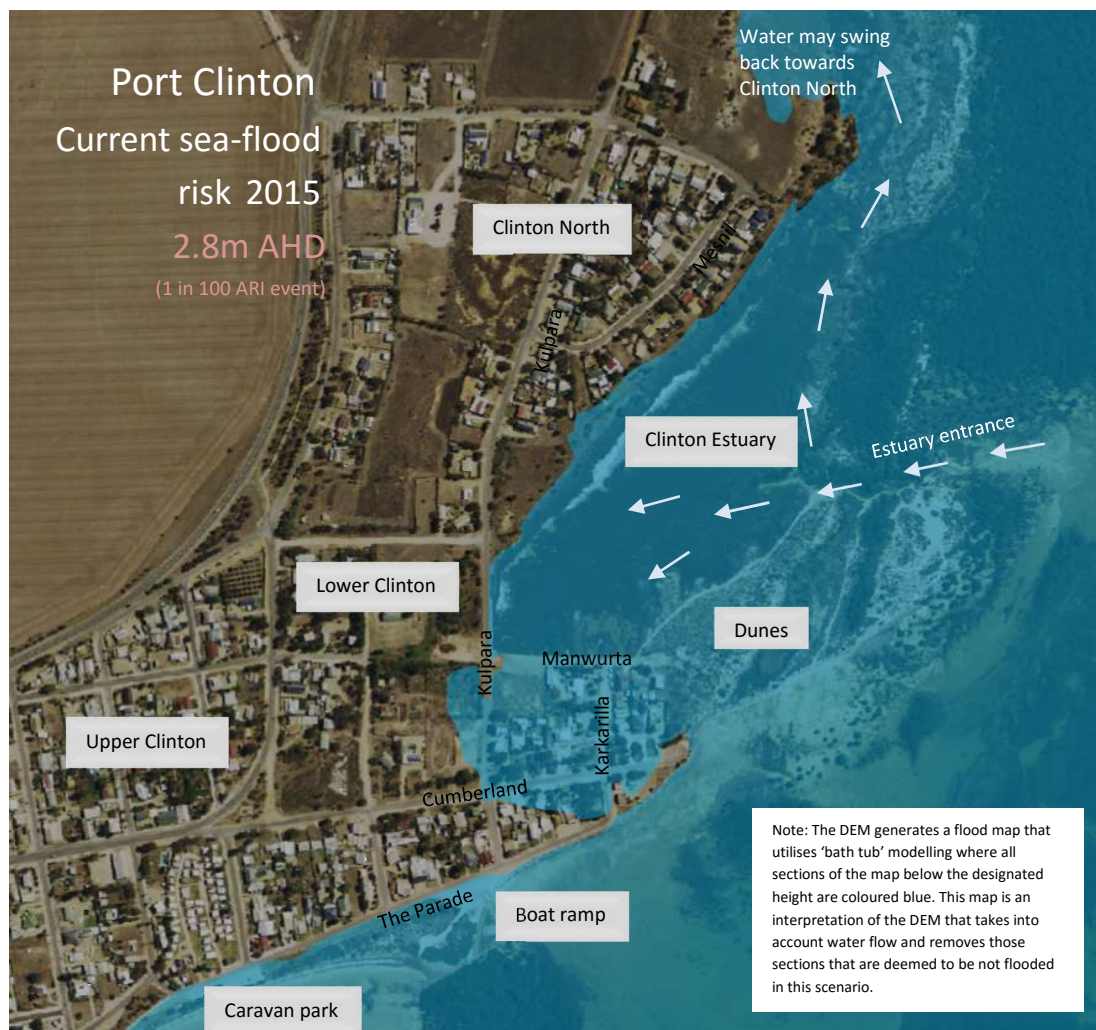 Port Clinton
Current sea-flood
risk 2015
2.8m AHD
(1 in 100 ARI event)
Water may swing
back towards
Clinton North
Clinton North
Mesnil
Kulpara
Clinton Estuary
Estuary entrance
Lower Clinton
Dunes
Kulpara
Manwurta
Karkarilla
Upper Clinton
Cumberland
The Parade
Boat ramp
Caravan park
Note: The DEM generates a flood map that
utilises ‘bath tub’ modelling where all
sections of the map below the designated
height are coloured blue. This map is an
interpretation of the DEM that takes into
account water flow and removes those
sections that are deemed to be not flooded
in this scenario.